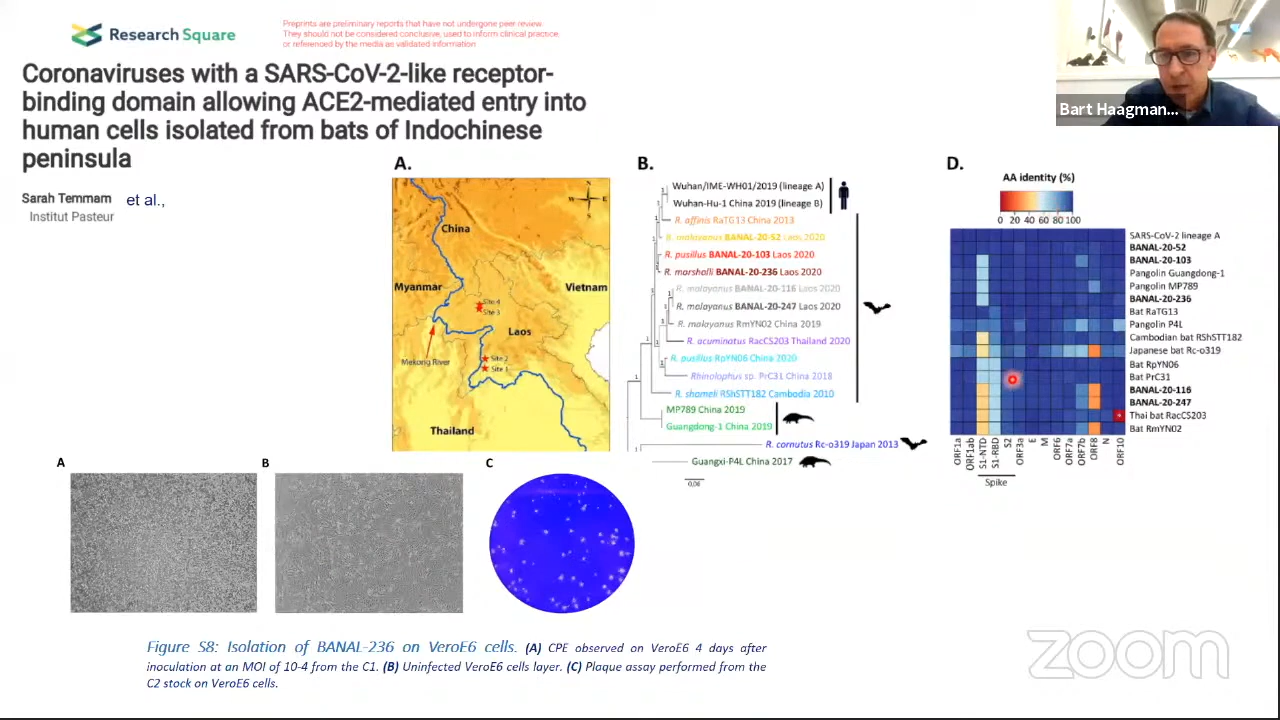 Research Square
Preprints are preliminary reports that have not undergone peer review.
They should not be considered conclusive, used to inform clinical practice,
or referenced by the media as validated information
Coronaviruses with a SARS-CoV-2-like receptor-
binding domain allowing ACE2-mediated entry into
human cells isolated from bats of Indochinese
peninsula
Sarah Temmam et al.,
Institut Pasteur
Bart Haagman...
A.
China
Myanmar
Vietnam
Site 4
Site 3
Laos
Mekong River
Site 2
Site 1
Thailand
B.
Wuhan/IME-WH01/2019 (lineage A)
Wuhan-Hu-1 China 2019 (lineage B)
R. affinis RaTG13 China 2013
R. malayanus BANAL-20-52 Laos 2020
R. pusillus BANAL-20-103 Laos 2020
R. marshalli BANAL-20-236 Laos 2020
R. malayanus BANAL-20-116 Laos 2020
R. malayanus BANAL-20-247 Laos 2020
R. malayanus RmYN02 China 2019
R. acuminatus RacCS203 Thailand 2020
R. pusillus RpYN06 China 2020
Rhinolophus sp. PrC31 China 2018
R. shameli RShSTT182 Cambodia 2010
MP789 China 2019
Guangdong-1 China 2019
R. cornutus Rc-o319 Japan 2013
Guangxi-P4L China 2017
D.
AA identity (%)
0 20 40 60 80 100
SARS-CoV-2 lineage A
BANAL-20-52
BANAL-20-103
Pangolin Guangdong-1
Pangolin MP789
BANAL-20-236
Bat RaTG13
Pangolin P4L
Cambodian bat RShSTT182
Japanese bat Rc-o319
Bat RpYN06
Bat PrC31
BANAL-20-116
BANAL-20-247
Thai bat RacCS203
Bat RmYN02
ORF1a
ORF1ab
S1-NTD
S1-RBD
S2
ORF3a
E
M
ORF6
ORF7a
ORF7b
ORF8
N
ORF10
Spike
A
B
C
Figure S8: Isolation of BANAL-236 on VeroE6 cells. (A) CPE observed on VeroE6 4 days after
inoculation at an MOI of 10-4 from the C1. (B) Uninfected VeroE6 cells layer. (C) Plaque assay performed from the
C2 stock on VeroE6 cells.
zoom